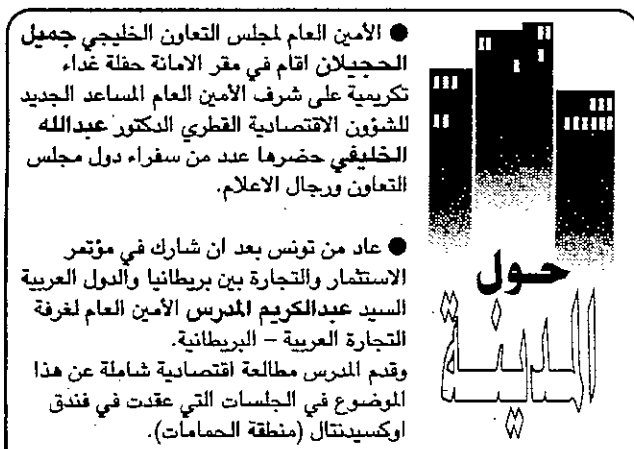 حول
المدينة
● الأمين العام لمجلس التعاون الخليجي جميل
الحجيلان اقام في مقر الامانة حفلة غداء
تكريمية على شرف الأمين العام المساعد الجديد
للشؤون الاقتصادية القطري الدكتور عبدالله
الخليفي حضرها عدد من سفراء دول مجلس
التعاون ورجال الاعلام.
● عاد من تونس بعد ان شارك في مؤتمر
الاستثمار والتجارة بين بريطانيا والدول العربية
السيد عبدالكريم المدرس الأمين العام لغرفة
التجارة العربية – البريطانية.
وقدم المدرس مطالعة اقتصادية شاملة عن هذا
الموضوع في الجلسات التي عقدت في فندق
اوكسيدنتال (منطقة الحمامات).